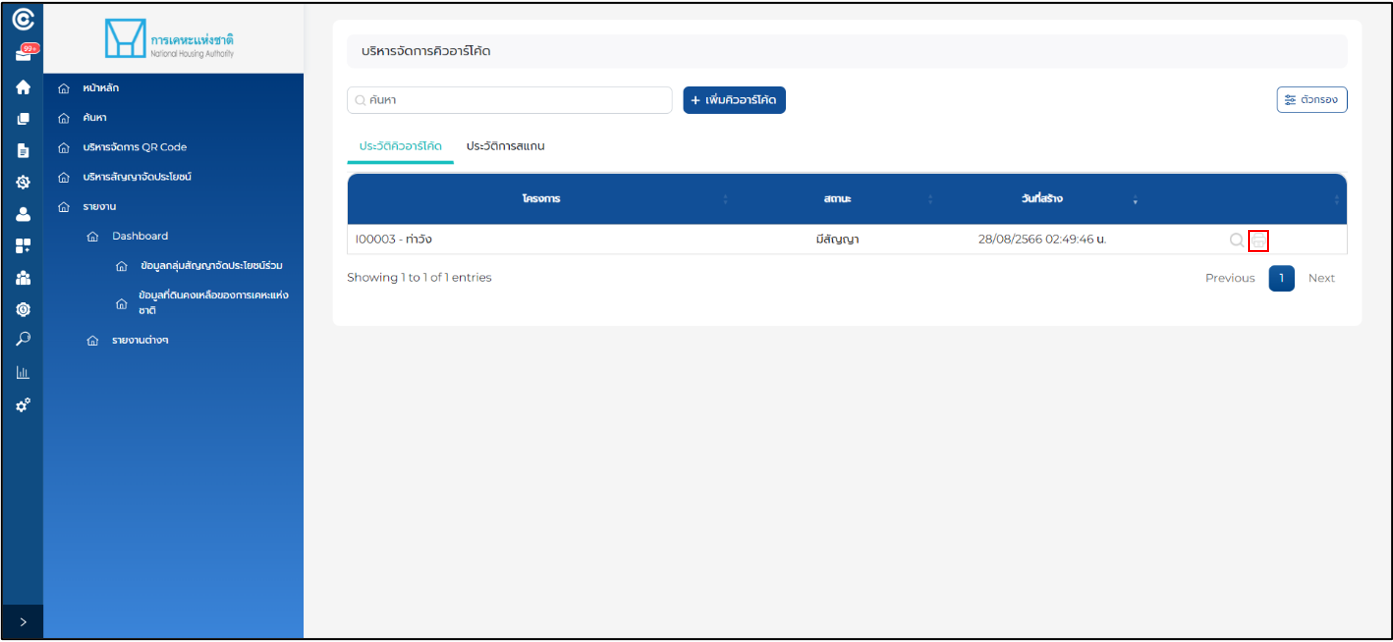 99+
การเคหะแห่งชาติ
National Housing Authority
หน้าหลัก
ค้นหา
บริหารจัดการ QR Code
บริหารสัญญาจัดประโยชน์
รายงาน
Dashboard
ข้อมูลกลุ่มสัญญาจัดประโยชน์ร่วม
ข้อมูลที่ดินคงเหลือของการเคหะแห่ง
ชาติ
รายงานต่างๆ
บริหารจัดการคิวอาร์โค้ด
ค้นหา
+ เพิ่มคิวอาร์โค้ด
ตัวกรอง
ประวัติคิวอาร์โค้ด ประวัติการสแกน
โครงการ สถานะ วันที่สร้าง
I00003 - ท่าวัง มีสัญญา 28/08/2566 02:49:46 น.
Showing 1 to 1 of 1 entries
Previous 1 Next